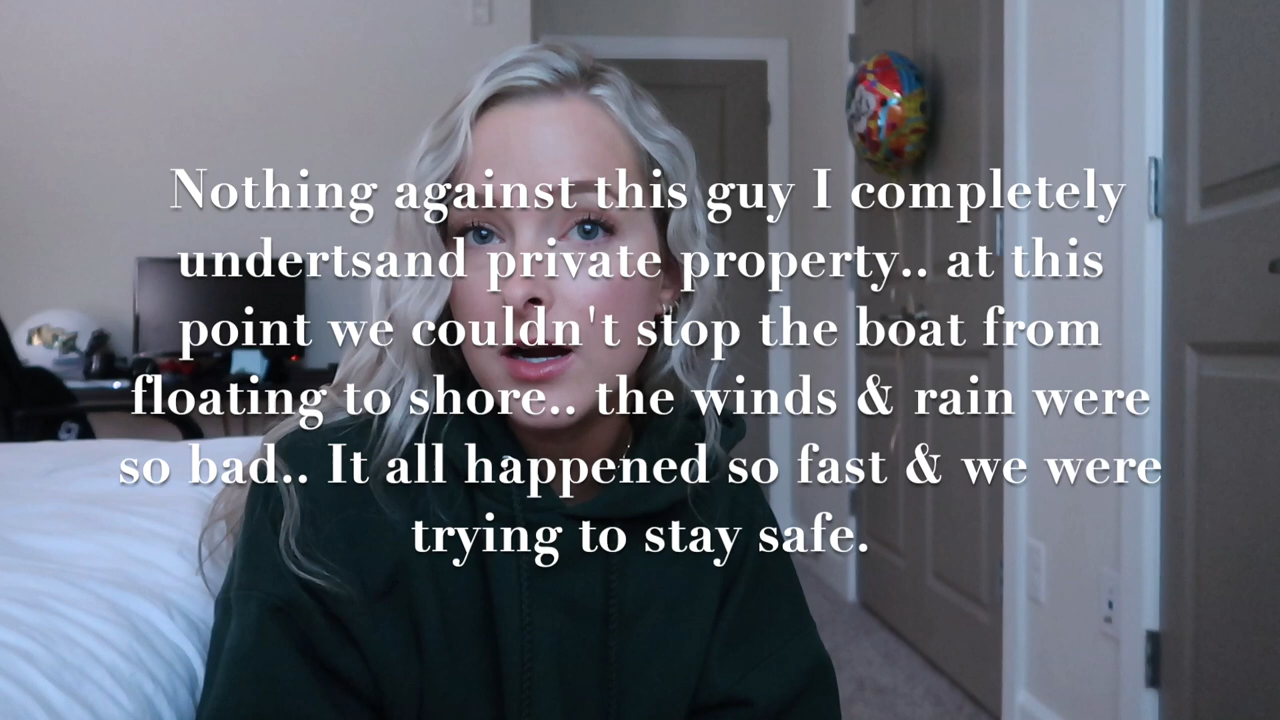 Nothing against this guy I completely
undertsand private property.. at this
point we couldn't stop the boat from
floating to shore.. the winds & rain were
so bad.. It all happened so fast & we were
trying to stay safe.